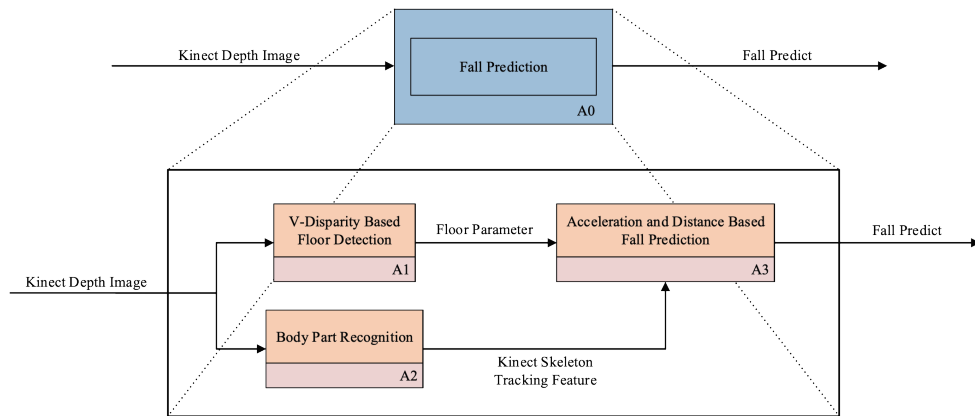 Kinect Depth Image
Fall Prediction
A0
Fall Predict
V-Disparity Based
Floor Detection
A1
Floor Parameter
Acceleration and Distance Based
Fall Prediction
A3
Fall Predict
Kinect Depth Image
Body Part Recognition
A2
Kinect Skeleton
Tracking Feature